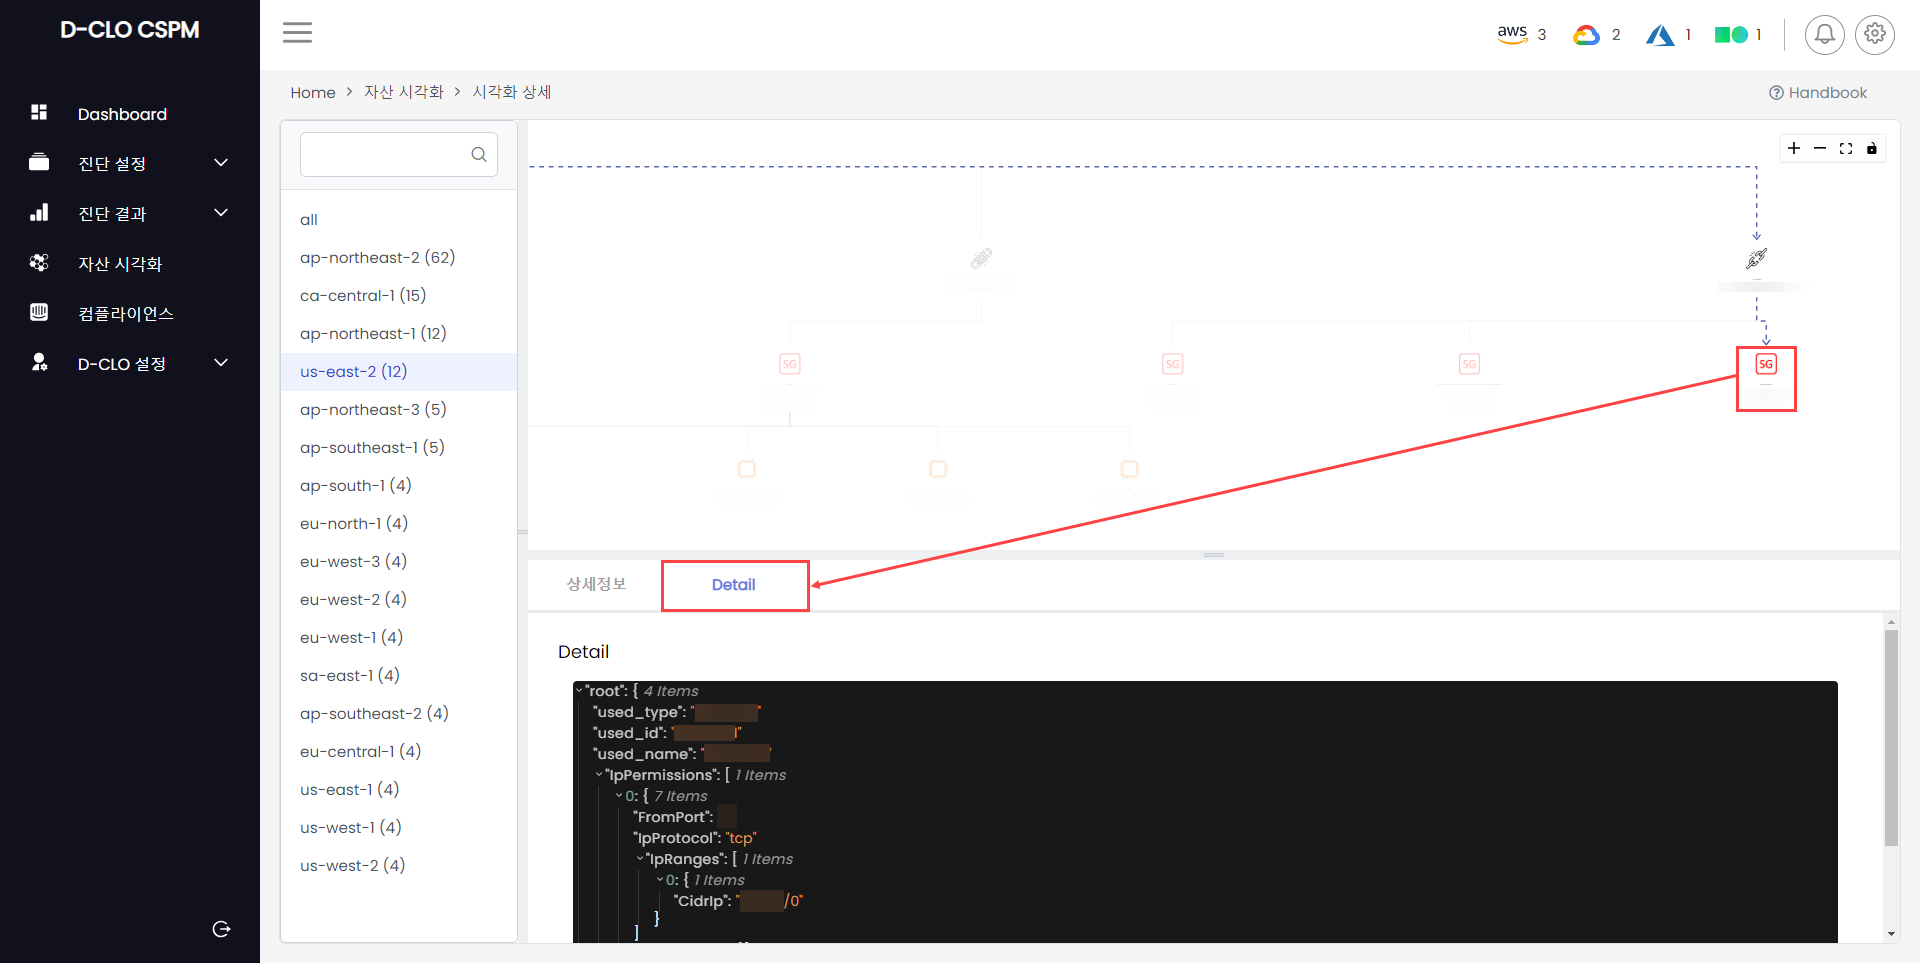 D-CLO CSPM
aws 3 2 1 1
Home > 자산 시각화 > 시각화 상세
Handbook
Dashboard
진단 설정
진단 결과
자산 시각화
컴플라이언스
D-CLO 설정
all
ap-northeast-2 (62)
ca-central-1 (15)
ap-northeast-1 (12)
us-east-2 (12)
ap-northeast-3 (5)
ap-southeast-1 (5)
ap-south-1 (4)
eu-north-1 (4)
eu-west-3 (4)
eu-west-2 (4)
eu-west-1 (4)
sa-east-1 (4)
ap-southeast-2 (4)
eu-central-1 (4)
us-east-1 (4)
us-west-1 (4)
us-west-2 (4)
SG SG SG SG
상세정보 Detail
Detail
"root": { 4 Items
"used_type": " "
"used_id": " "
"used_name": " "
"IpPermissions": [ 1 Items
0: { 7 Items
"FromPort":
"IpProtocol": "tcp"
"IpRanges": [ 1 Items
0: { 1 Items
"CidrIp": " /0"
}
]